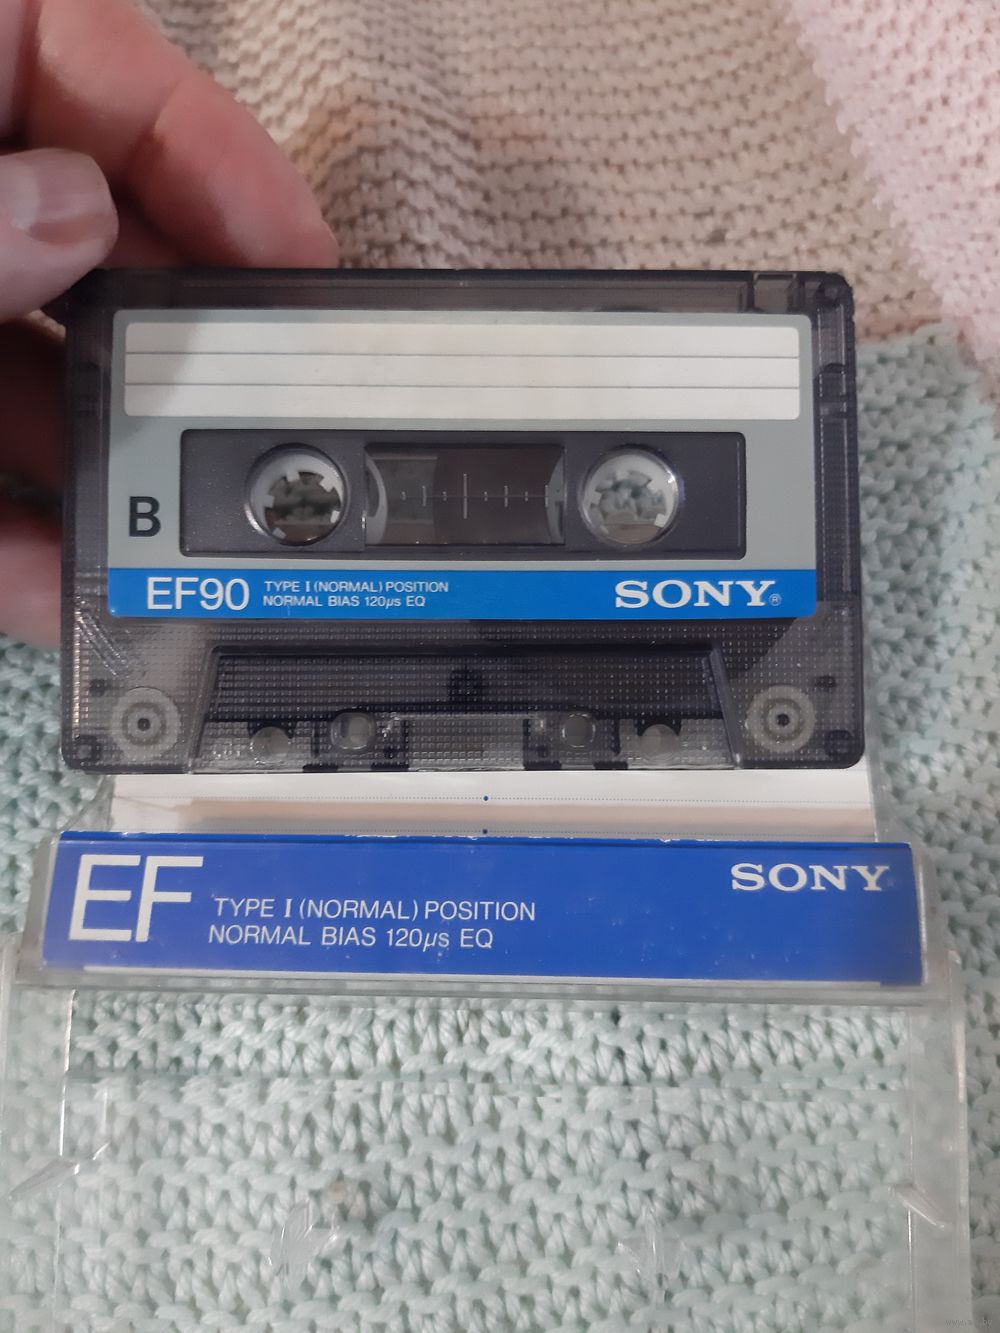 B
EF90 TYPE I (NORMAL) POSITION
NORMAL BIAS 120µs EQ
SONY®
EF
TYPE I (NORMAL) POSITION
NORMAL BIAS 120µs EQ
SONY